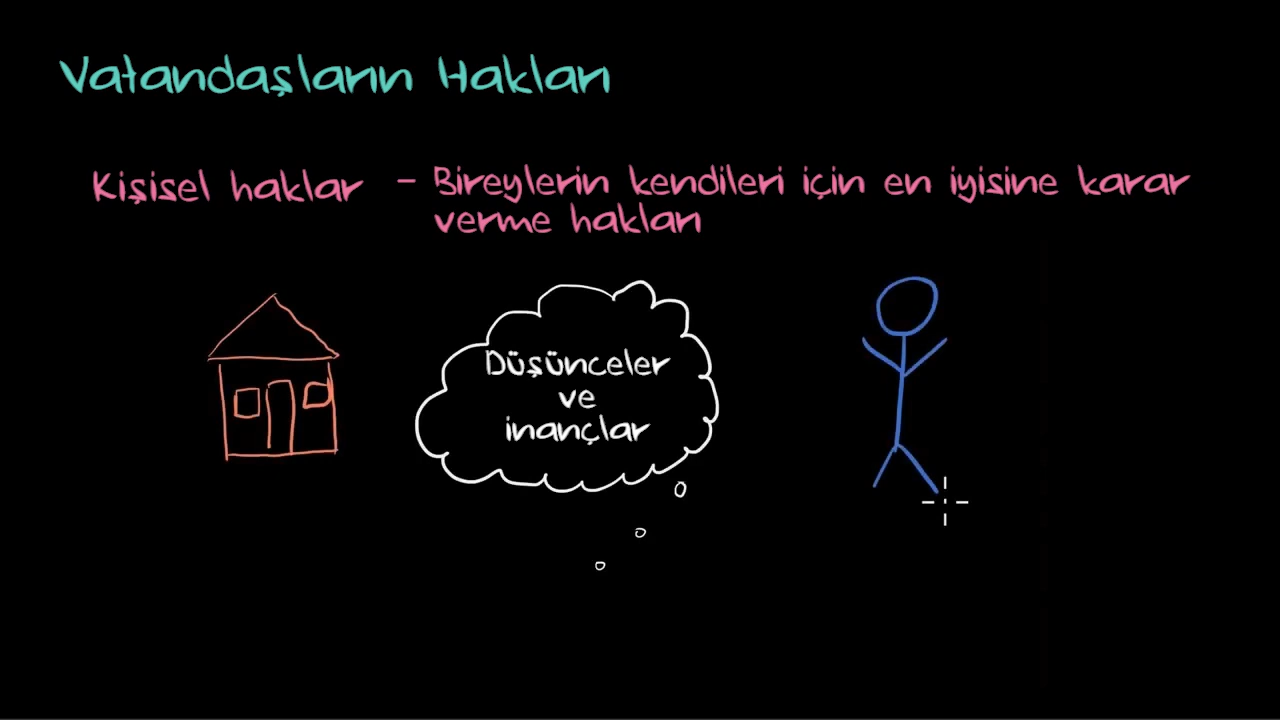 Vatandaşların Hakları
Kişisel haklar - Bireylerin kendileri için en iyisine karar
verme hakları
Düşünceler
ve
inançlar